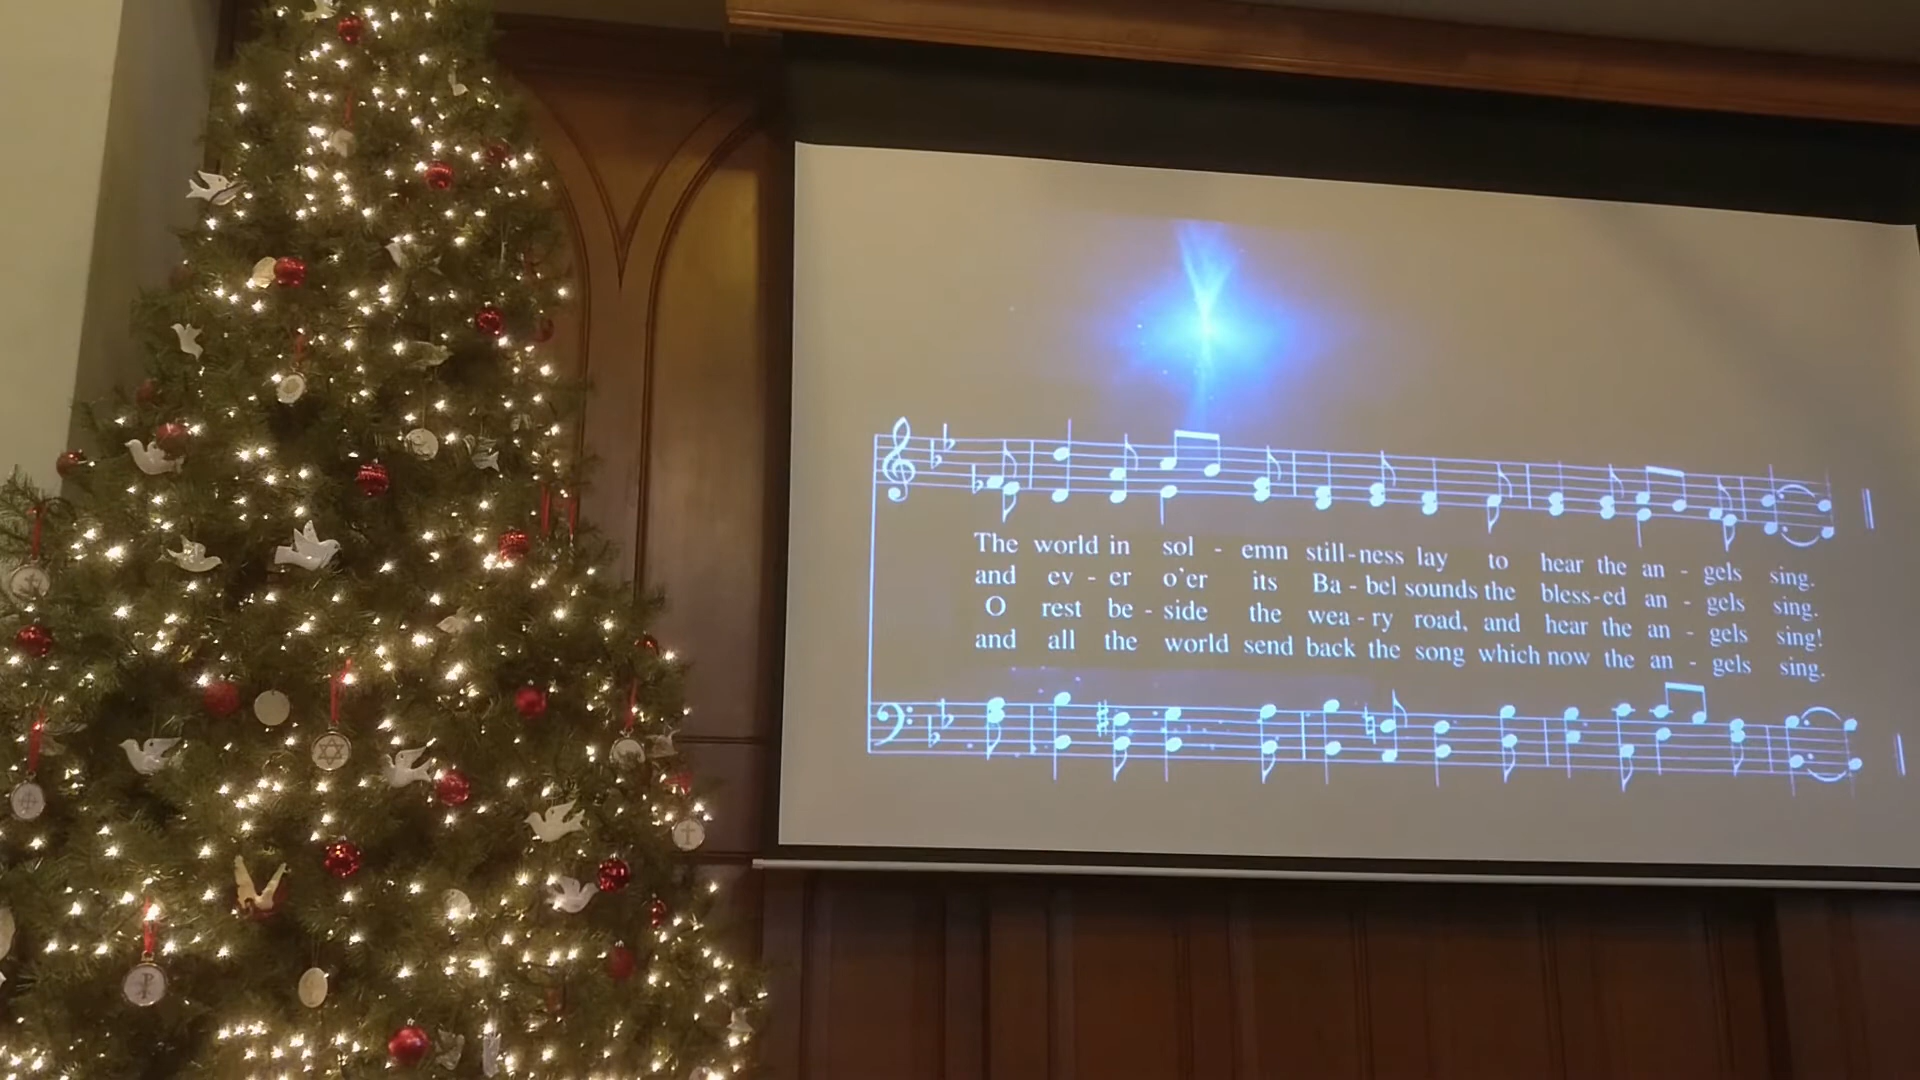 The world in sol - emn still - ness lay to hear the an - gels sing.
and ev - er o'er its Ba - bel sounds the bless - ed an - gels sing.
O rest be - side the wea - ry road, and hear the an - gels sing!
and all the world send back the song which now the an - gels sing.